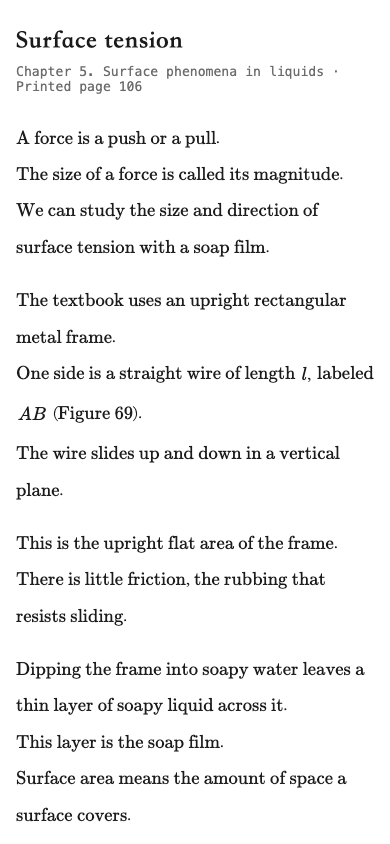 Surface tension
Chapter 5. Surface phenomena in liquids ·
Printed page 106
A force is a push or a pull.
The size of a force is called its magnitude.
We can study the size and direction of
surface tension with a soap film.
The textbook uses an upright rectangular
metal frame.
One side is a straight wire of length l, labeled
AB (Figure 69).
The wire slides up and down in a vertical
plane.
This is the upright flat area of the frame.
There is little friction, the rubbing that
resists sliding.
Dipping the frame into soapy water leaves a
thin layer of soapy liquid across it.
This layer is the soap film.
Surface area means the amount of space a
surface covers.